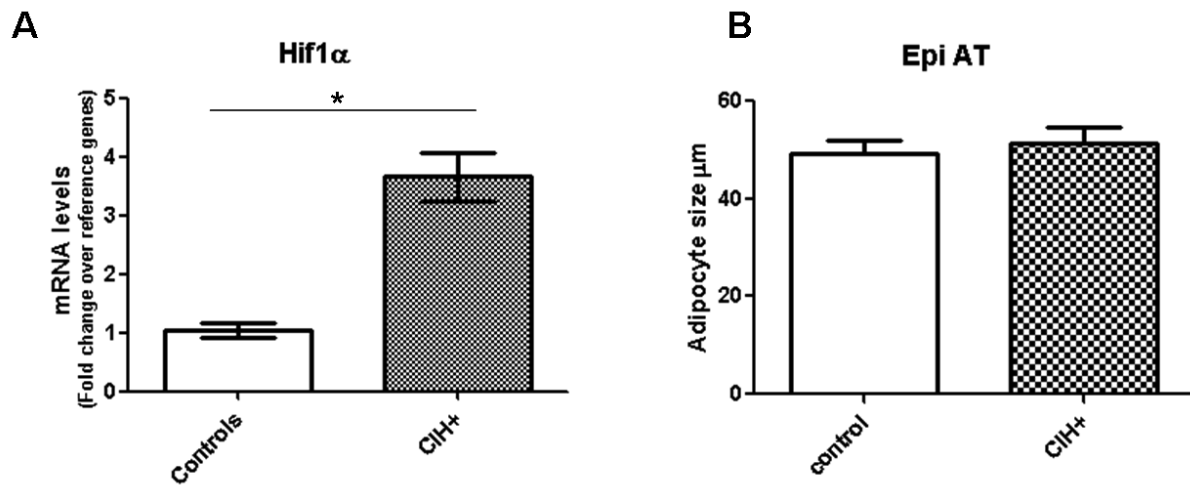 A
Hif1α
mRNA levels
(Fold change over reference genes)
5
4
3
2
1
0
*
Controls
CIH+
B
Epi AT
Adipocyte size µm
60
40
20
0
control
CIH+